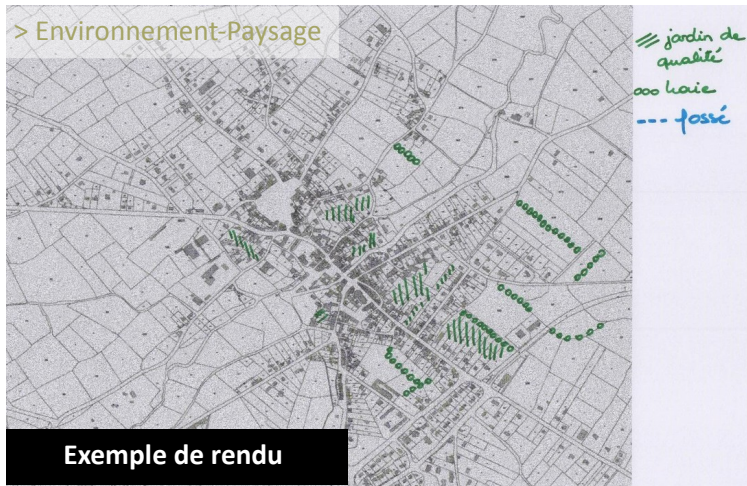 > Environnement-Paysage
jardin de
qualité
haie
fossé
Exemple de rendu